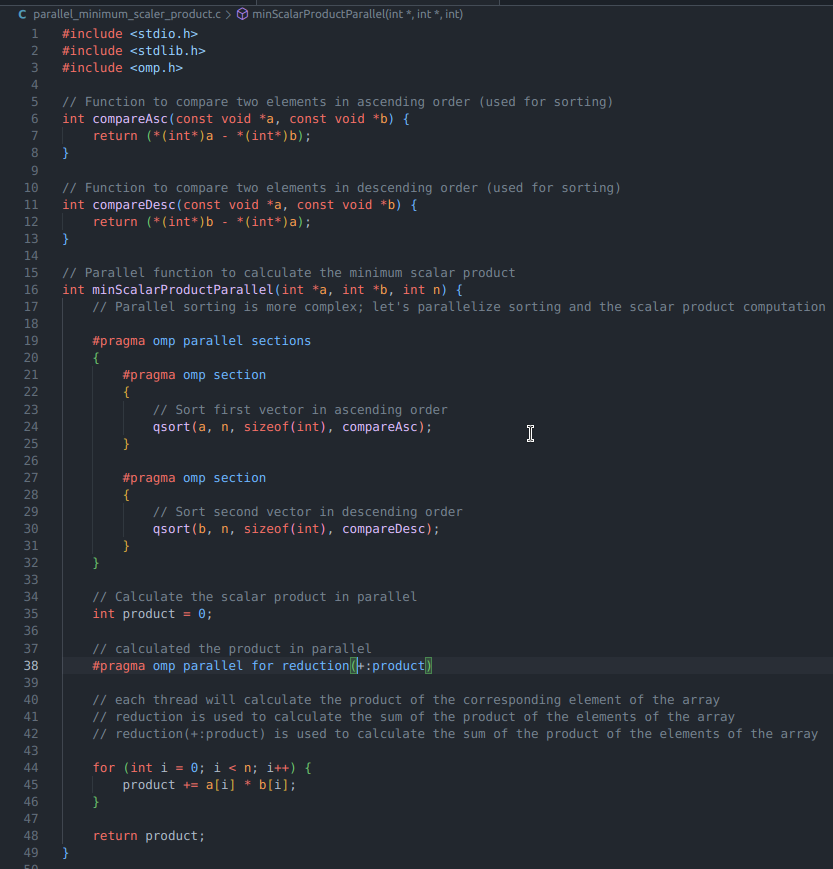 C parallel_minimum_scaler_product.c > minScalarProductParallel(int *, int *, int)
1 #include <stdio.h>
2 #include <stdlib.h>
3 #include <omp.h>
4
5 // Function to compare two elements in ascending order (used for sorting)
6 int compareAsc(const void *a, const void *b) {
7     return (*(int*)a - *(int*)b);
8 }
9
10 // Function to compare two elements in descending order (used for sorting)
11 int compareDesc(const void *a, const void *b) {
12     return (*(int*)b - *(int*)a);
13 }
14
15 // Parallel function to calculate the minimum scalar product
16 int minScalarProductParallel(int *a, int *b, int n) {
17     // Parallel sorting is more complex; let's parallelize sorting and the scalar product computation
18
19     #pragma omp parallel sections
20     {
21         #pragma omp section
22         {
23             // Sort first vector in ascending order
24             qsort(a, n, sizeof(int), compareAsc);
25         }
26
27         #pragma omp section
28         {
29             // Sort second vector in descending order
30             qsort(b, n, sizeof(int), compareDesc);
31         }
32     }
33
34     // Calculate the scalar product in parallel
35     int product = 0;
36
37     // calculated the product in parallel
38     #pragma omp parallel for reduction(+:product)
39
40     // each thread will calculate the product of the corresponding element of the array
41     // reduction is used to calculate the sum of the product of the elements of the array
42     // reduction(+:product) is used to calculate the sum of the product of the elements of the array
43
44     for (int i = 0; i < n; i++) {
45         product += a[i] * b[i];
46     }
47
48     return product;
49 }
50